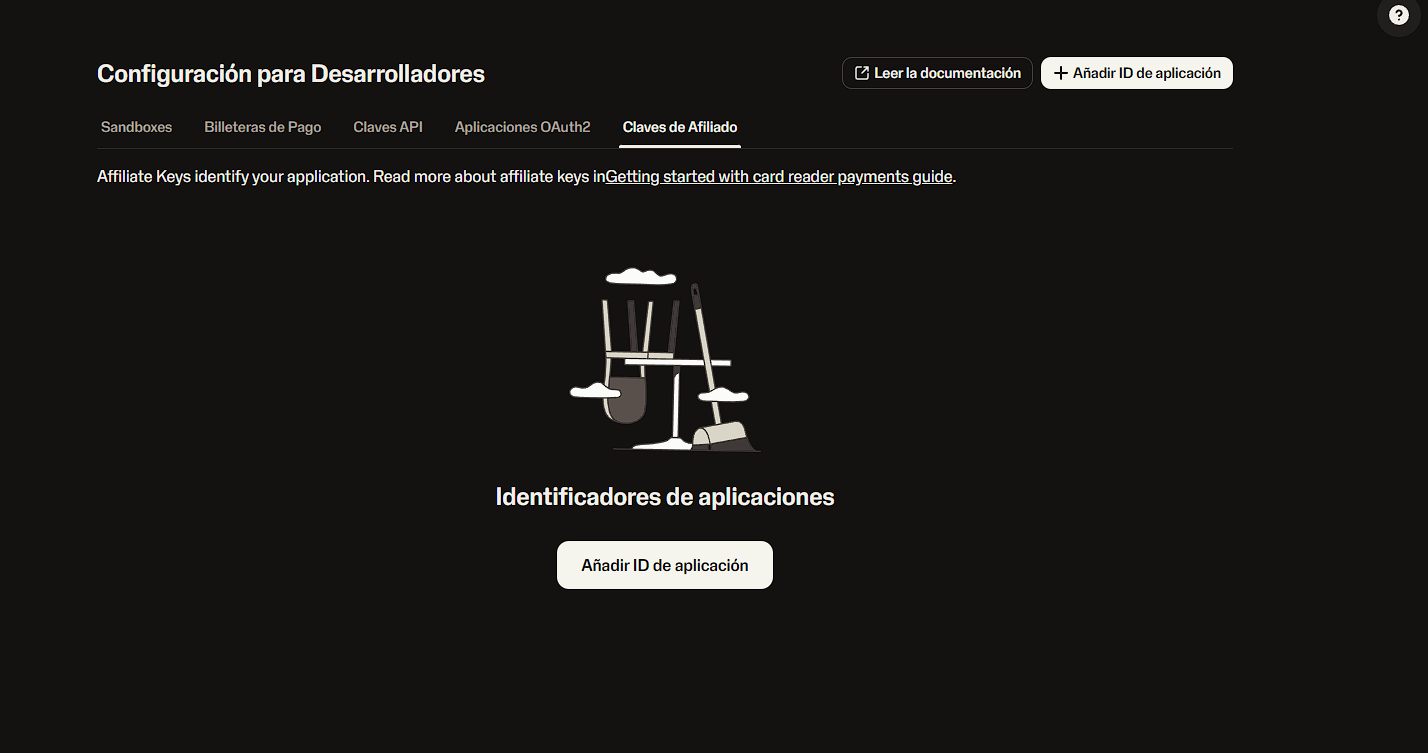 ?
Configuración para Desarrolladores
Leer la documentación
+ Añadir ID de aplicación
Sandboxes Billeteras de Pago Claves API Aplicaciones OAuth2 Claves de Afiliado
Affiliate Keys identify your application. Read more about affiliate keys inGetting started with card reader payments guide.
Identificadores de aplicaciones
Añadir ID de aplicación